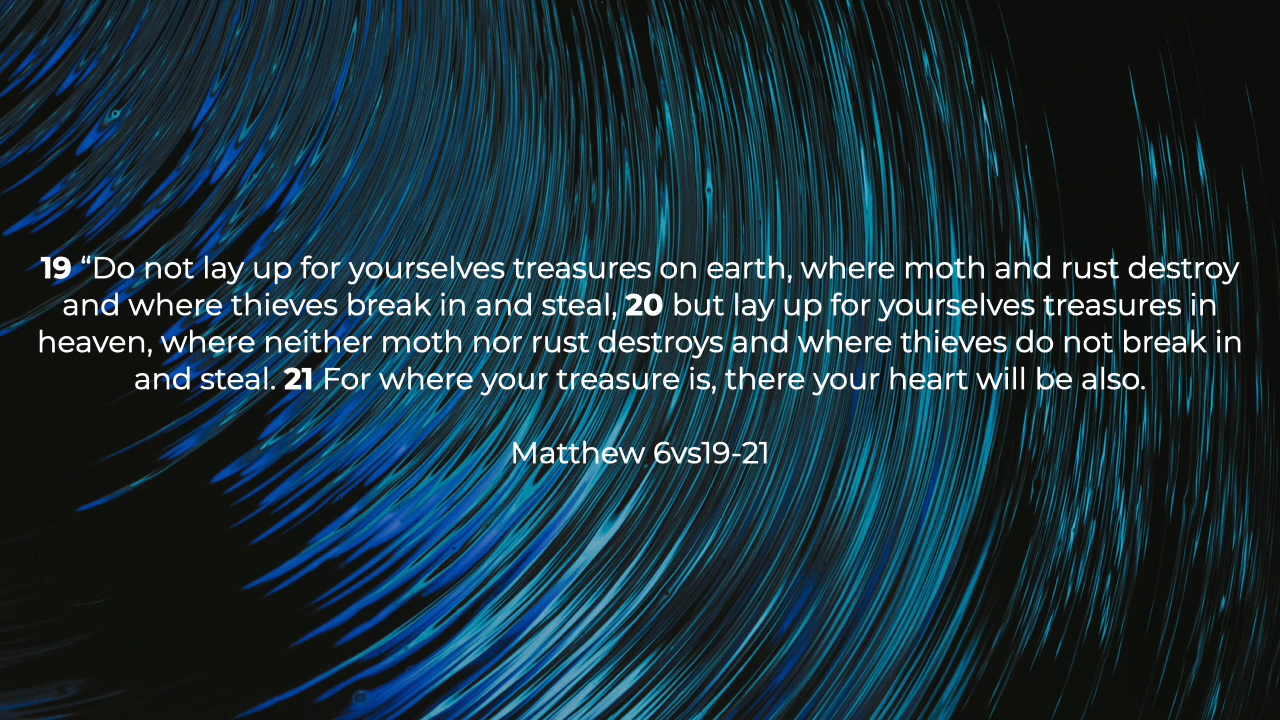 19 “Do not lay up for yourselves treasures on earth, where moth and rust destroy
and where thieves break in and steal, 20 but lay up for yourselves treasures in
heaven, where neither moth nor rust destroys and where thieves do not break in
and steal. 21 For where your treasure is, there your heart will be also.
Matthew 6vs19-21